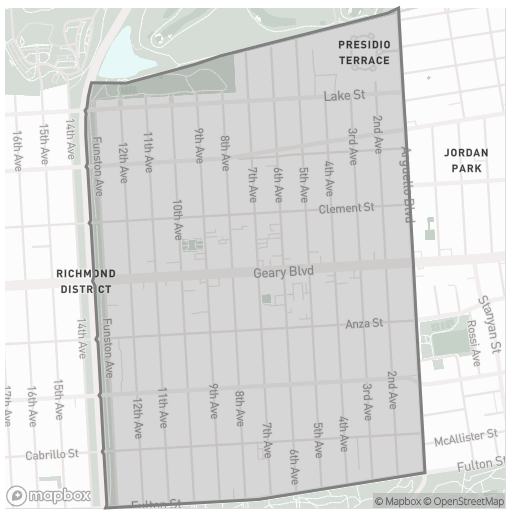 PRESIDIO
TERRACE
Lake St
2nd Ave
3rd Ave
4th Ave
5th Ave
6th Ave
7th Ave
8th Ave
9th Ave
10th Ave
11th Ave
12th Ave
Funston Ave
14th Ave
15th Ave
16th Ave
Arguello Blvd
JORDAN
PARK
Clement St
Geary Blvd
RICHMOND
DISTRICT
Anza St
Stanyan St
Rossi Ave
14th Ave
Funston Ave
15th Ave
16th Ave
17th Ave
12th Ave
11th Ave
9th Ave
8th Ave
7th Ave
6th Ave
5th Ave
4th Ave
3rd Ave
2nd Ave
McAllister St
Cabrillo St
Fulton St
Fulton St
mapbox
© Mapbox © OpenStreetMap